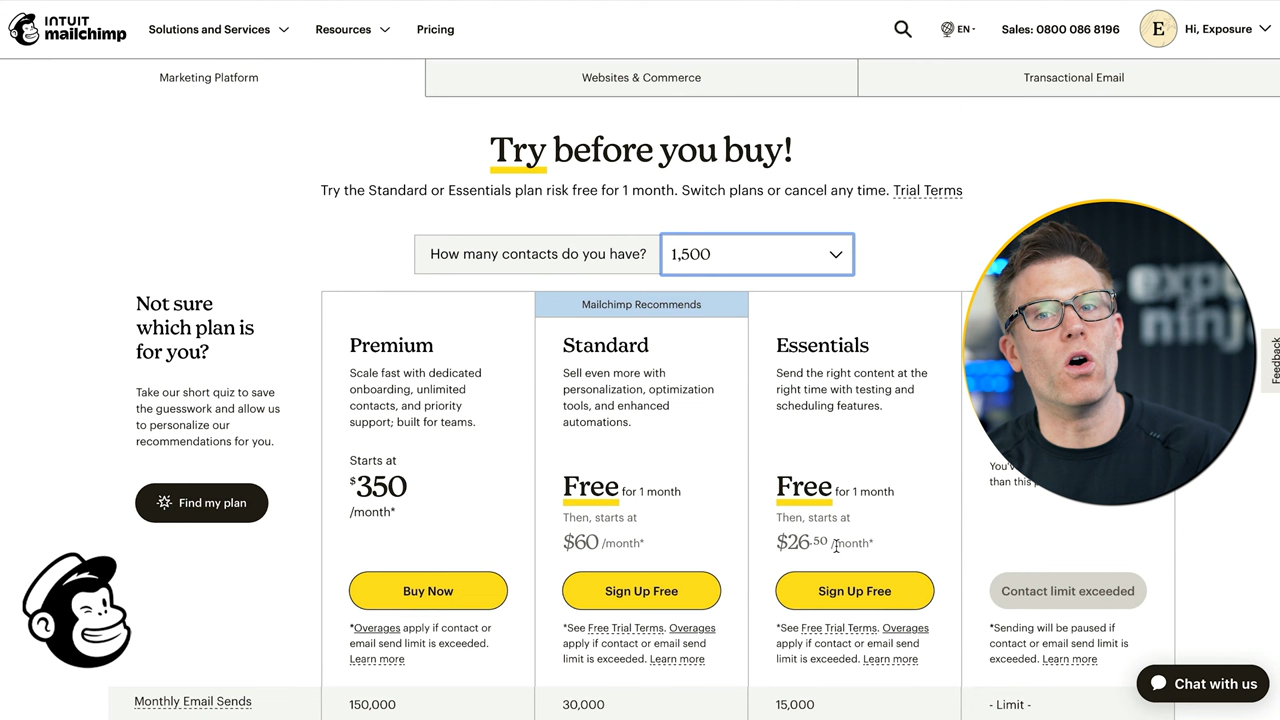 INTUIT
mailchimp
Solutions and Services
Resources
Pricing
EN
Sales: 0800 086 8196
E
Hi, Exposure
Marketing Platform
Websites & Commerce
Transactional Email
Try before you buy!
Try the Standard or Essentials plan risk free for 1 month. Switch plans or cancel any time. Trial Terms
How many contacts do you have?
1,500
Not sure
which plan is
for you?
Take our short quiz to save
the guesswork and allow us
to personalize our
recommendations for you.
Find my plan
Premium
Scale fast with dedicated
onboarding, unlimited
contacts, and priority
support; built for teams.
Starts at
$350
/month*
Buy Now
*Overages apply if contact or
email send limit is exceeded.
Learn more
Mailchimp Recommends
Standard
Sell even more with
personalization, optimization
tools, and enhanced
automations.
Free for 1 month
Then, starts at
$60 /month*
Sign Up Free
*See Free Trial Terms. Overages
apply if contact or email send
limit is exceeded. Learn more
Essentials
Send the right content at the
right time with testing and
scheduling features.
Free for 1 month
Then, starts at
$26.50 /month*
Sign Up Free
*See Free Trial Terms. Overages
apply if contact or email send
limit is exceeded. Learn more
than this
Contact limit exceeded
*Sending will be paused if
contact or email send limit is
exceeded. Learn more
expo
ninj
Feedback
Chat with us
Monthly Email Sends
150,000
30,000
15,000
- Limit -